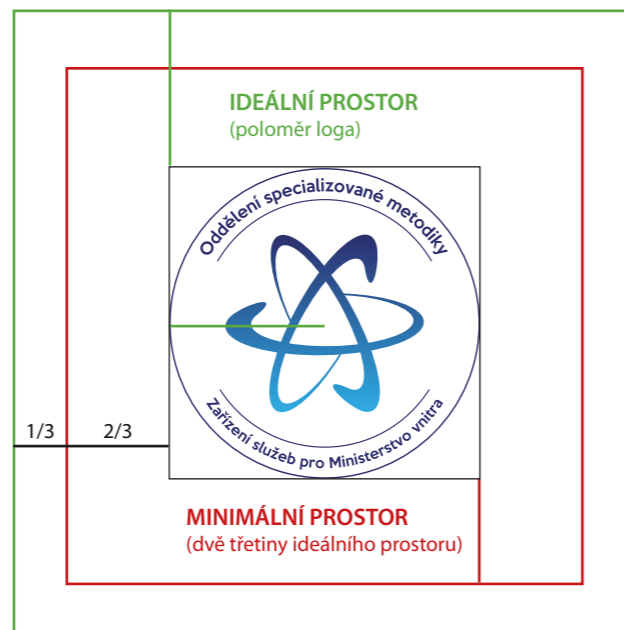 IDEÁLNÍ PROSTOR
(poloměr loga)
Oddělení specializované metodiky
1/3
2/3
Zařízení služeb pro Ministerstvo vnitra
MINIMÁLNÍ PROSTOR
(dvě třetiny ideálního prostoru)